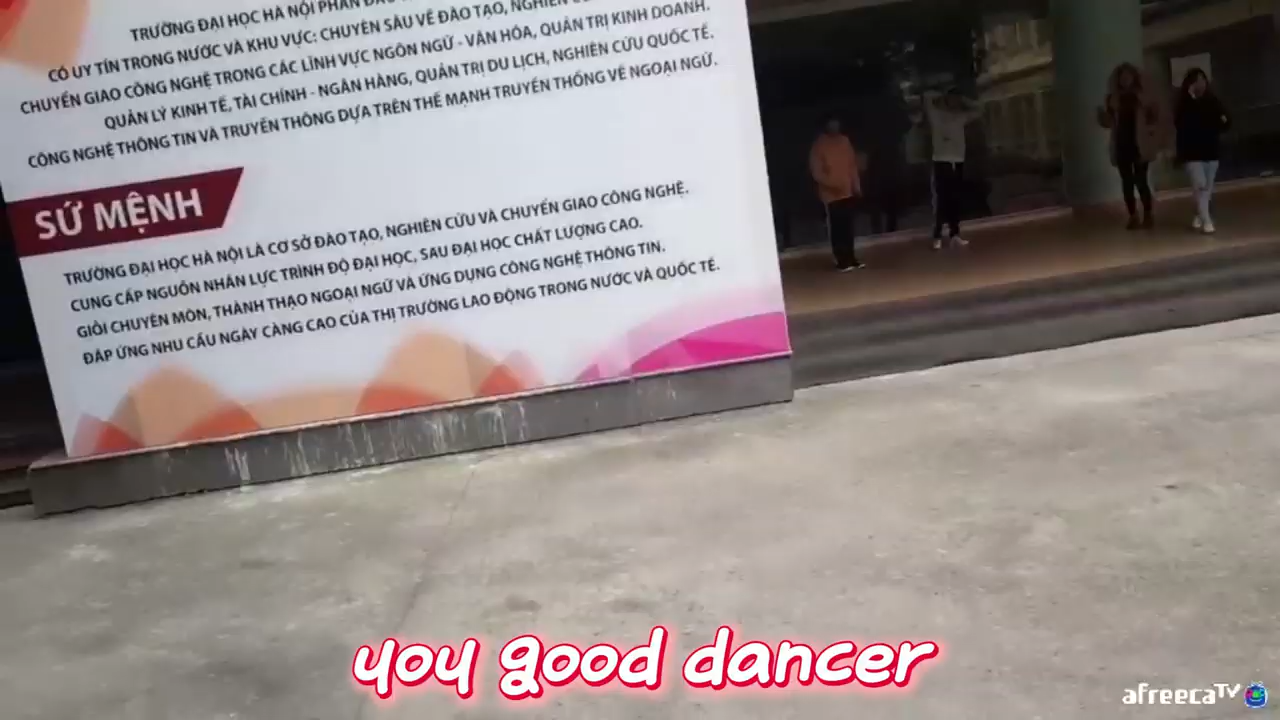 TRƯỜNG ĐẠI HỌC HÀ NỘI PHẤN ĐẤU
CÓ UY TÍN TRONG NƯỚC VÀ KHU VỰC: CHUYÊN SÂU VỀ ĐÀO TẠO, NGHIÊN CỨU
CHUYỂN GIAO CÔNG NGHỆ TRONG CÁC LĨNH VỰC NGÔN NGỮ - VĂN HÓA, QUẢN TRỊ KINH DOANH.
QUẢN LÝ KINH TẾ, TÀI CHÍNH - NGÂN HÀNG, QUẢN TRỊ DU LỊCH, NGHIÊN CỨU QUỐC TẾ.
CÔNG NGHỆ THÔNG TIN VÀ TRUYỀN THÔNG DỰA TRÊN THẾ MẠNH TRUYỀN THỐNG VỀ NGOẠI NGỮ.
SỨ MỆNH
TRƯỜNG ĐẠI HỌC HÀ NỘI LÀ CƠ SỞ ĐÀO TẠO, NGHIÊN CỨU VÀ CHUYỂN GIAO CÔNG NGHỆ.
CUNG CẤP NGUỒN NHÂN LỰC TRÌNH ĐỘ ĐẠI HỌC, SAU ĐẠI HỌC CHẤT LƯỢNG CAO.
GIỎI CHUYÊN MÔN, THÀNH THẠO NGOẠI NGỮ VÀ ỨNG DỤNG CÔNG NGHỆ THÔNG TIN.
ĐÁP ỨNG NHU CẦU NGÀY CÀNG CAO CỦA THỊ TRƯỜNG LAO ĐỘNG TRONG NƯỚC VÀ QUỐC TẾ.
you good dancer
afreecaTV